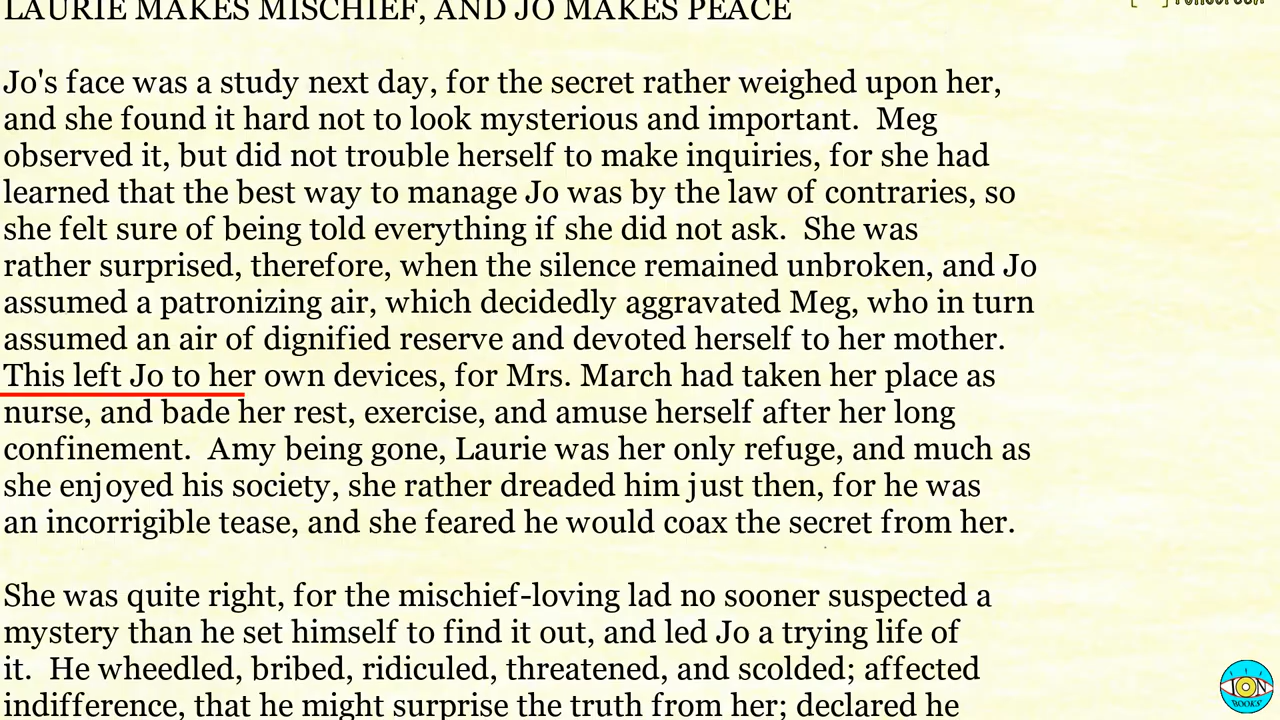 LAURIE MAKES MISCHIEF, AND JO MAKES PEACE
Jo's face was a study next day, for the secret rather weighed upon her,
and she found it hard not to look mysterious and important.  Meg
observed it, but did not trouble herself to make inquiries, for she had
learned that the best way to manage Jo was by the law of contraries, so
she felt sure of being told everything if she did not ask.  She was
rather surprised, therefore, when the silence remained unbroken, and Jo
assumed a patronizing air, which decidedly aggravated Meg, who in turn
assumed an air of dignified reserve and devoted herself to her mother.
This left Jo to her own devices, for Mrs. March had taken her place as
nurse, and bade her rest, exercise, and amuse herself after her long
confinement.  Amy being gone, Laurie was her only refuge, and much as
she enjoyed his society, she rather dreaded him just then, for he was
an incorrigible tease, and she feared he would coax the secret from her.
She was quite right, for the mischief-loving lad no sooner suspected a
mystery than he set himself to find it out, and led Jo a trying life of
it.  He wheedled, bribed, ridiculed, threatened, and scolded; affected
indifference, that he might surprise the truth from her; declared he
ION
BOOKS